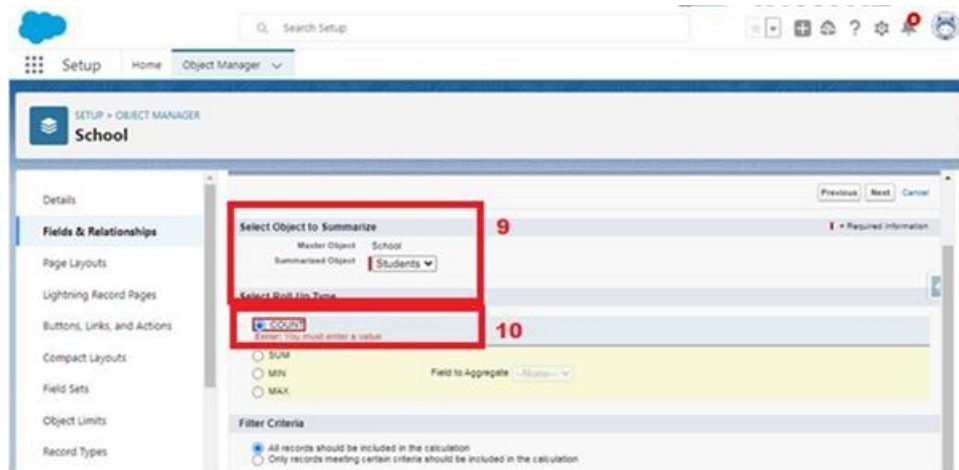 Search Setup
Setup Home Object Manager
SETUP > OBJECT MANAGER
School
Details
Fields & Relationships
Page Layouts
Lightning Record Pages
Buttons, Links, and Actions
Compact Layouts
Field Sets
Object Limits
Record Types
Previous Next Cancel
Select Object to Summarize
9
= Required Information
Master Object School
Summarized Object Students
Select Roll-Up Type
COUNT
Error: You must enter a value
10
SUM
MIN
Field to Aggregate --None--
MAX
Filter Criteria
All records should be included in the calculation
Only records meeting certain criteria should be included in the calculation